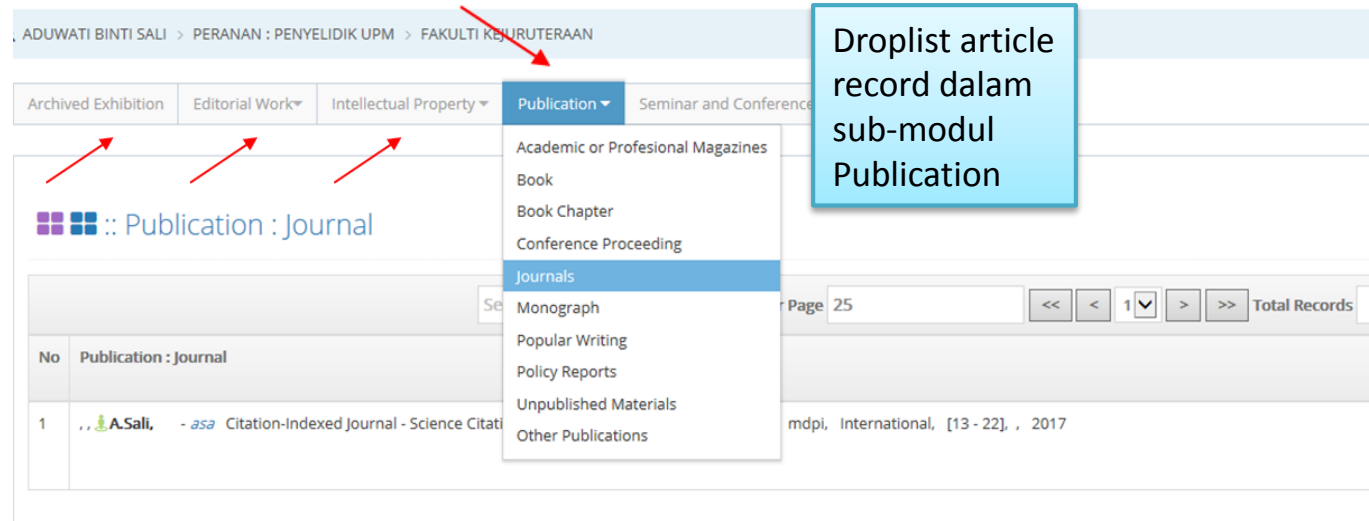 ADUWATI BINTI SALI > PERANAN : PENYELIDIK UPM > FAKULTI KEJURUTERAAN
Droplist article
record dalam
sub-modul
Publication
Archived Exhibition Editorial Work Intellectual Property Publication Seminar and Conference
Academic or Profesional Magazines
Book
Book Chapter
Conference Proceeding
Journals
Monograph
Popular Writing
Policy Reports
Unpublished Materials
Other Publications
:: Publication : Journal
Page 25 << < 1 > >> Total Records
No Publication : Journal
1 , , A.Sali, - asa Citation-Indexed Journal - Science mdpi, International, [13 - 22], , 2017